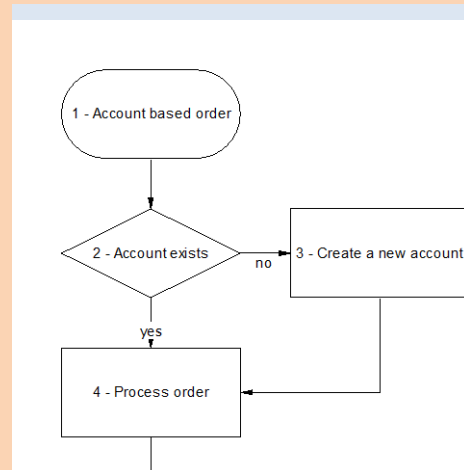 1 - Account based order
2 - Account exists
no
3 - Create a new account
yes
4 - Process order